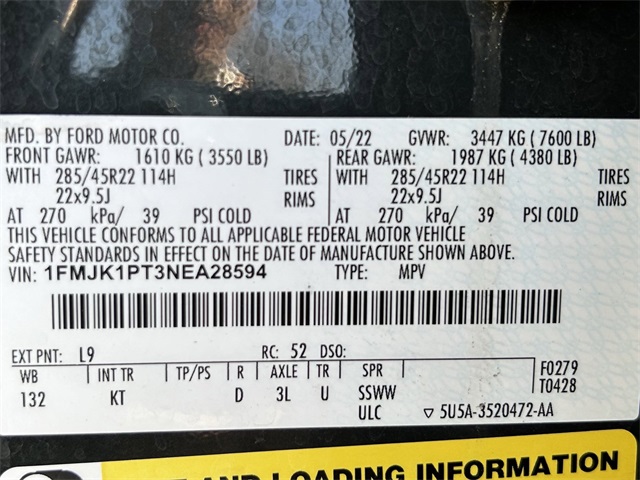 MFD. BY FORD MOTOR CO. DATE: 05/22 GVWR: 3447 KG (7600 LB)
FRONT GAWR: 1610 KG (3550 LB) REAR GAWR: 1987 KG (4380 LB)
WITH 285/45R22 114H TIRES WITH 285/45R22 114H TIRES
22x9.5J RIMS 22x9.5J RIMS
AT 270 kPa/ 39 PSI COLD AT 270 kPa/ 39 PSI COLD
THIS VEHICLE CONFORMS TO ALL APPLICABLE FEDERAL MOTOR VEHICLE
SAFETY STANDARDS IN EFFECT ON THE DATE OF MANUFACTURE SHOWN ABOVE.
VIN: 1FMJK1PT3NEA28594 TYPE: MPV
EXT PNT: L9 RC: 52 DSO:
WB INT TR TP/PS R AXLE TR SPR F0279
132 KT D 3L U SSWW T0428
ULC ▽ 5U5A-3520472-AA
AND LOADING INFORMATION